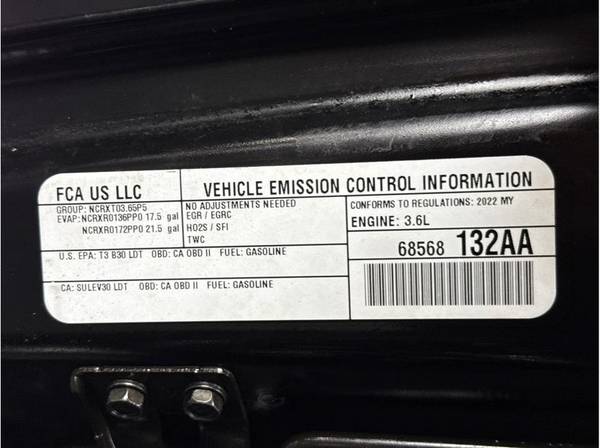 FCA US LLC
VEHICLE EMISSION CONTROL INFORMATION
GROUP: NCRXT03.65P5
EVAP: NCRXR0136PP0 17.5 gal
NCRXR0172PP0 21.5 gal
NO ADJUSTMENTS NEEDED
EGR / EGRC
HO2S / SFI
TWC
CONFORMS TO REGULATIONS: 2022 MY
ENGINE: 3.6L
68568 132AA
U.S. EPA: T3 B30 LDT OBD: CA OBD II FUEL: GASOLINE
CA: SULEV30 LDT OBD: CA OBD II FUEL: GASOLINE